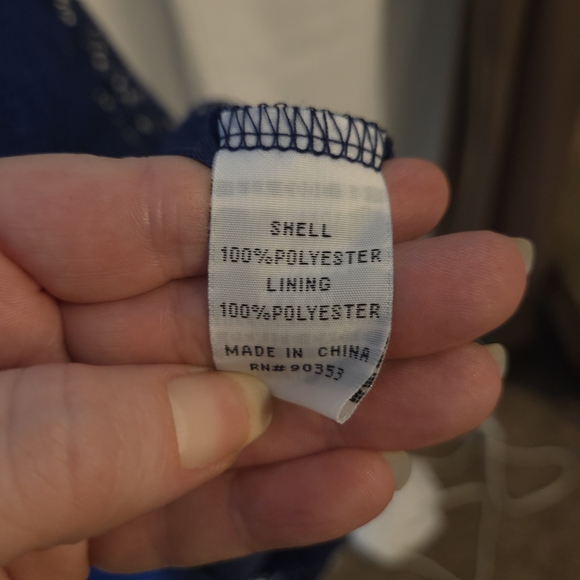 SHELL
100%POLYESTER
LINING
100%POLYESTER
MADE IN CHINA
RN# 90353